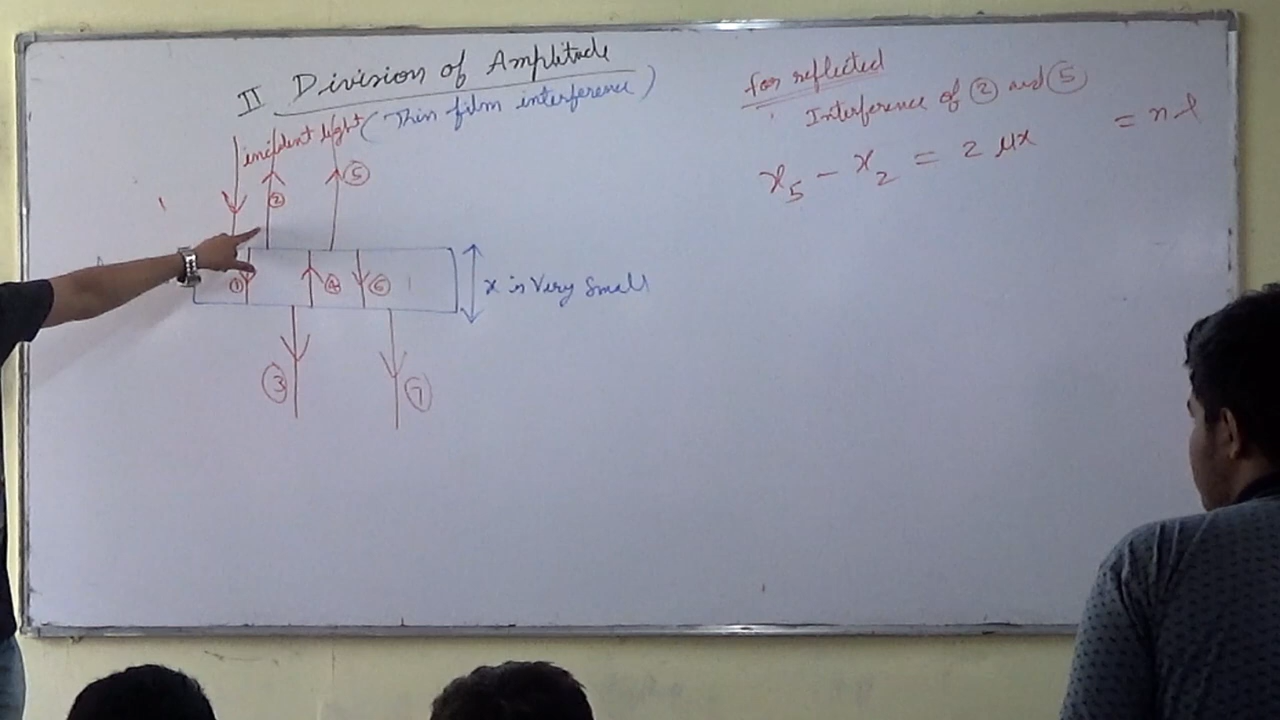 II Division of Amplitude
(Thin film interference)
incident light
② ⑤
① ④ ⑥
x is Very Small
③ ⑦
for reflected
Interference of ② and ⑤
x₅ - x₂ = 2 μx = n